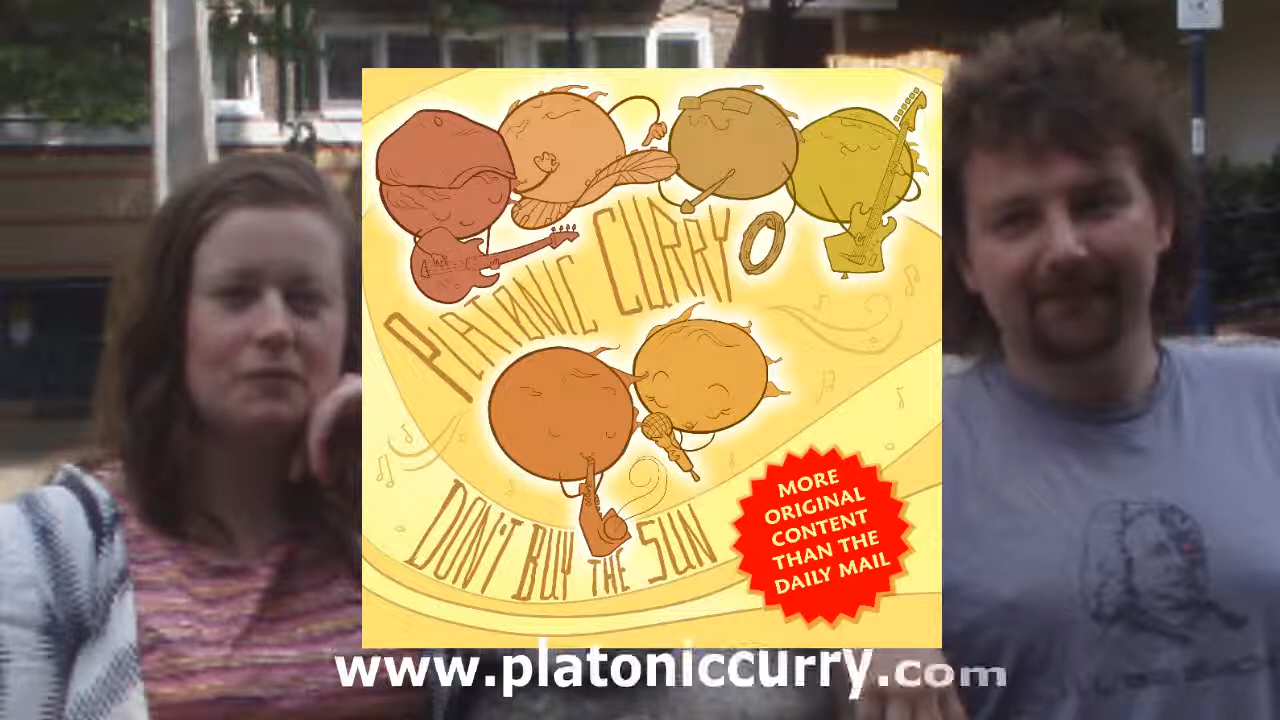 PLATONIC CURRY
DON'T BUY THE SUN
MORE
ORIGINAL
CONTENT
THAN THE
DAILY MAIL
www.platoniccurry.com